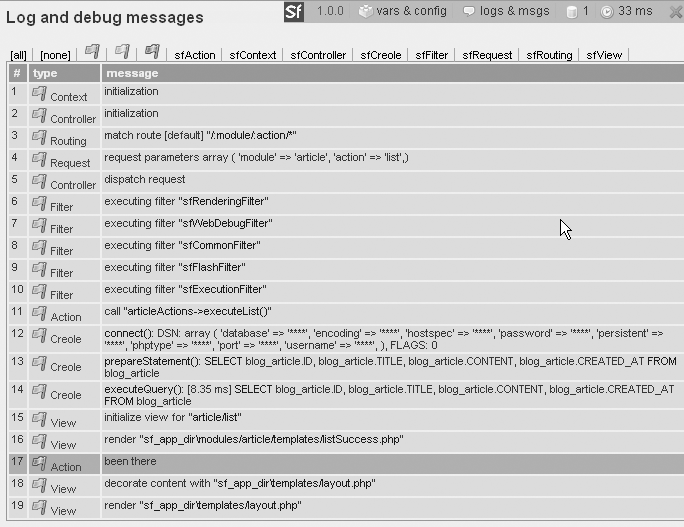 Log and debug messages
Sf 1.0.0 vars & config logs & msgs 1 33 ms
[all] [none] sfAction sfContext sfController sfCreole sfFilter sfRequest sfRouting sfView
# type message
1 Context initialization
2 Controller initialization
3 Routing match route [default] "/:module/:action/*"
4 Request request parameters array ( 'module' => 'article', 'action' => 'list',)
5 Controller dispatch request
6 Filter executing filter "sfRenderingFilter"
7 Filter executing filter "sfWebDebugFilter"
8 Filter executing filter "sfCommonFilter"
9 Filter executing filter "sfFlashFilter"
10 Filter executing filter "sfExecutionFilter"
11 Action call "articleActions->executeList()"
12 Creole connect(): DSN: array ( 'database' => '****', 'encoding' => '****', 'hostspec' => '****', 'password' => '****', 'persistent' =>
'****', 'phptype' => '****', 'port' => '****', 'username' => '****', ), FLAGS: 0
13 Creole prepareStatement(): SELECT blog_article.ID, blog_article.TITLE, blog_article.CONTENT, blog_article.CREATED_AT FROM
blog_article
14 Creole executeQuery(): [8.35 ms] SELECT blog_article.ID, blog_article.TITLE, blog_article.CONTENT, blog_article.CREATED_AT
FROM blog_article
15 View initialize view for "article/list"
16 View render "sf_app_dir\modules/article/templates/listSuccess.php"
17 Action been there
18 View decorate content with "sf_app_dir\templates/layout.php"
19 View render "sf_app_dir\templates/layout.php"